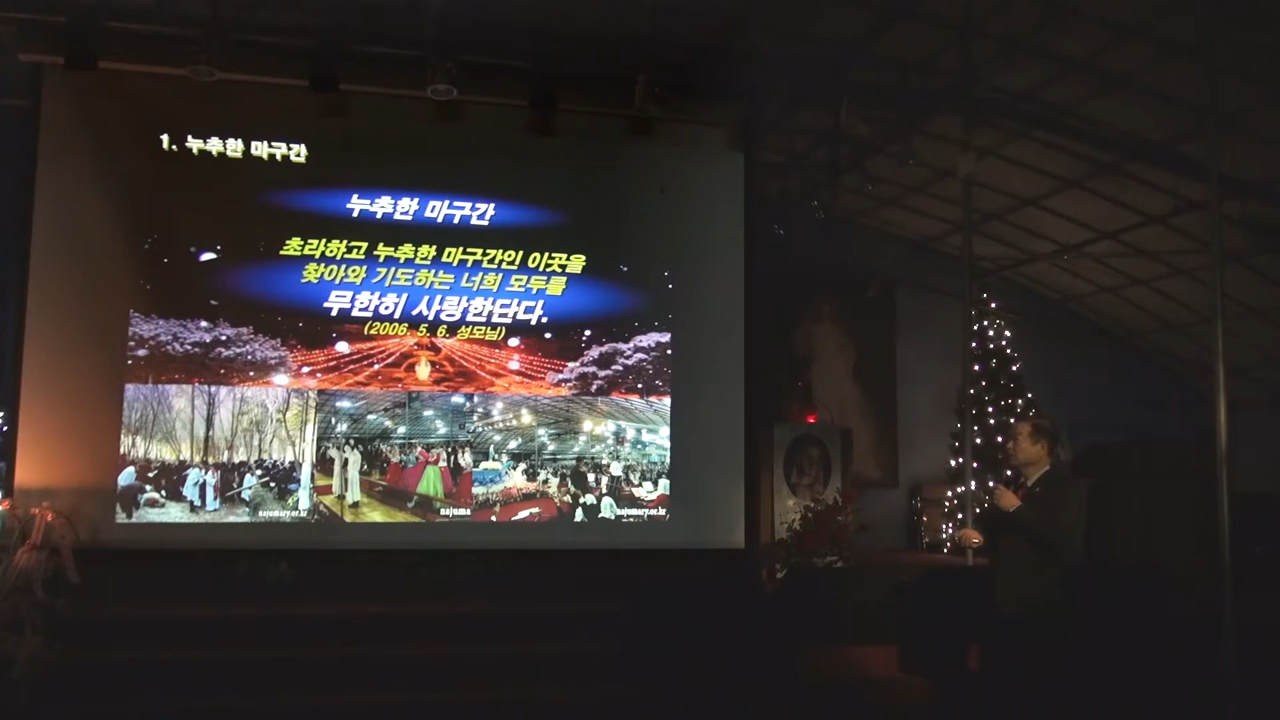 1. 누추한 마구간
누추한 마구간
초라하고 누추한 마구간인 이곳을
찾아와 기도하는 너희 모두를
무한히 사랑한단다.
(2006. 5. 6. 성모님)
najumary.or.kr
najuma
najumary.or.kr